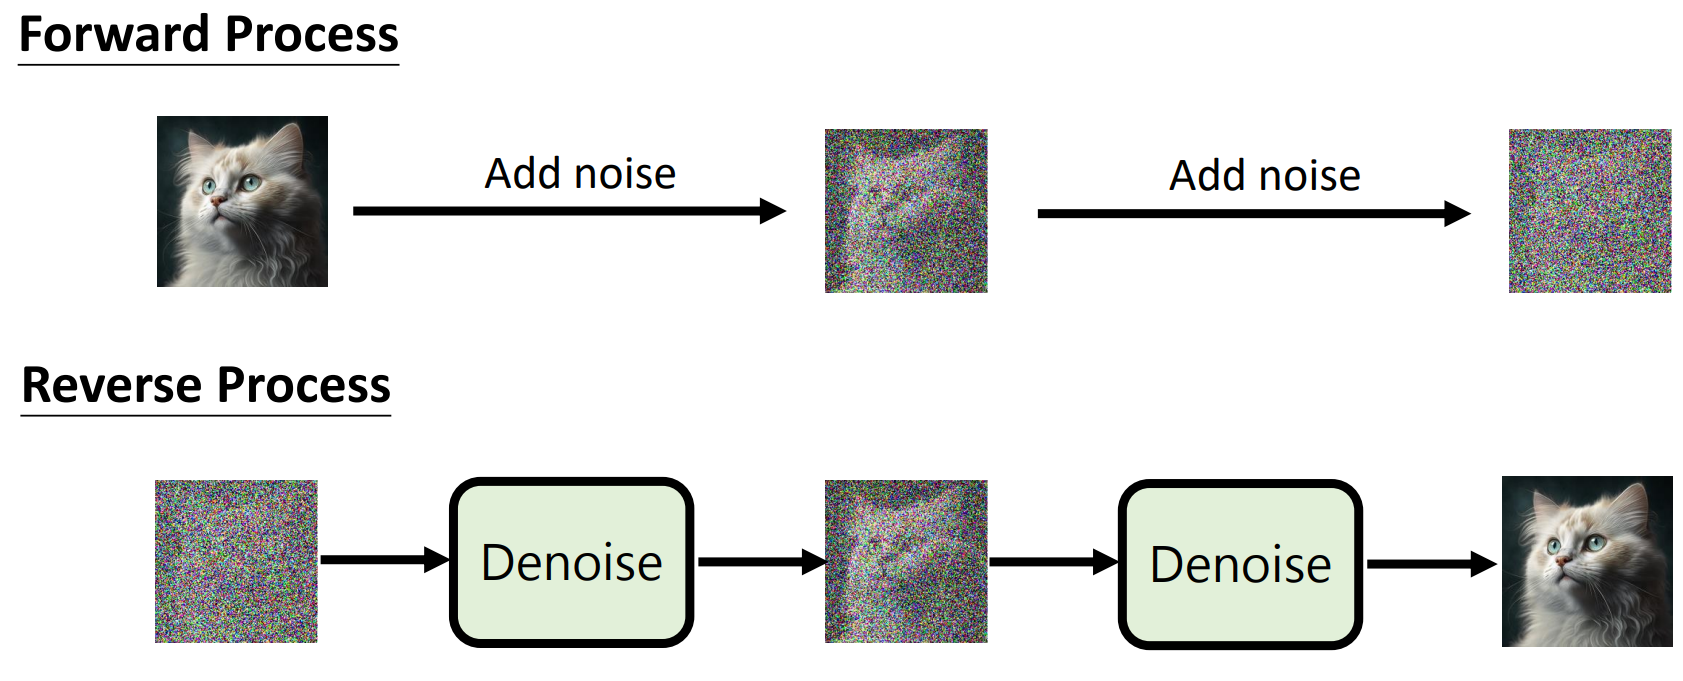 Forward Process
Add noise
Add noise
Reverse Process
Denoise
Denoise